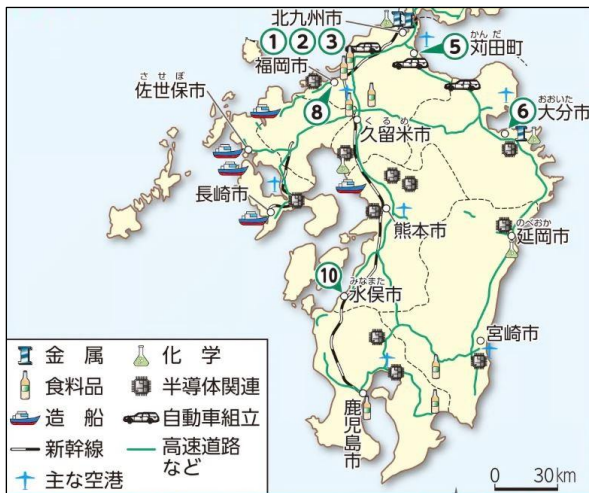 北九州市
① ② ③
⑤
かんだ
苅田町
福岡市
⑧
させぼ
佐世保市
くるめ
久留米市
⑥
おおいた
大分市
長崎市
熊本市
のべおか
延岡市
⑩
みなまた
水俣市
宮崎市
鹿児島市
金属
化学
食料品
半導体関連
造船
自動車組立
新幹線
高速道路
など
主な空港
0 30km